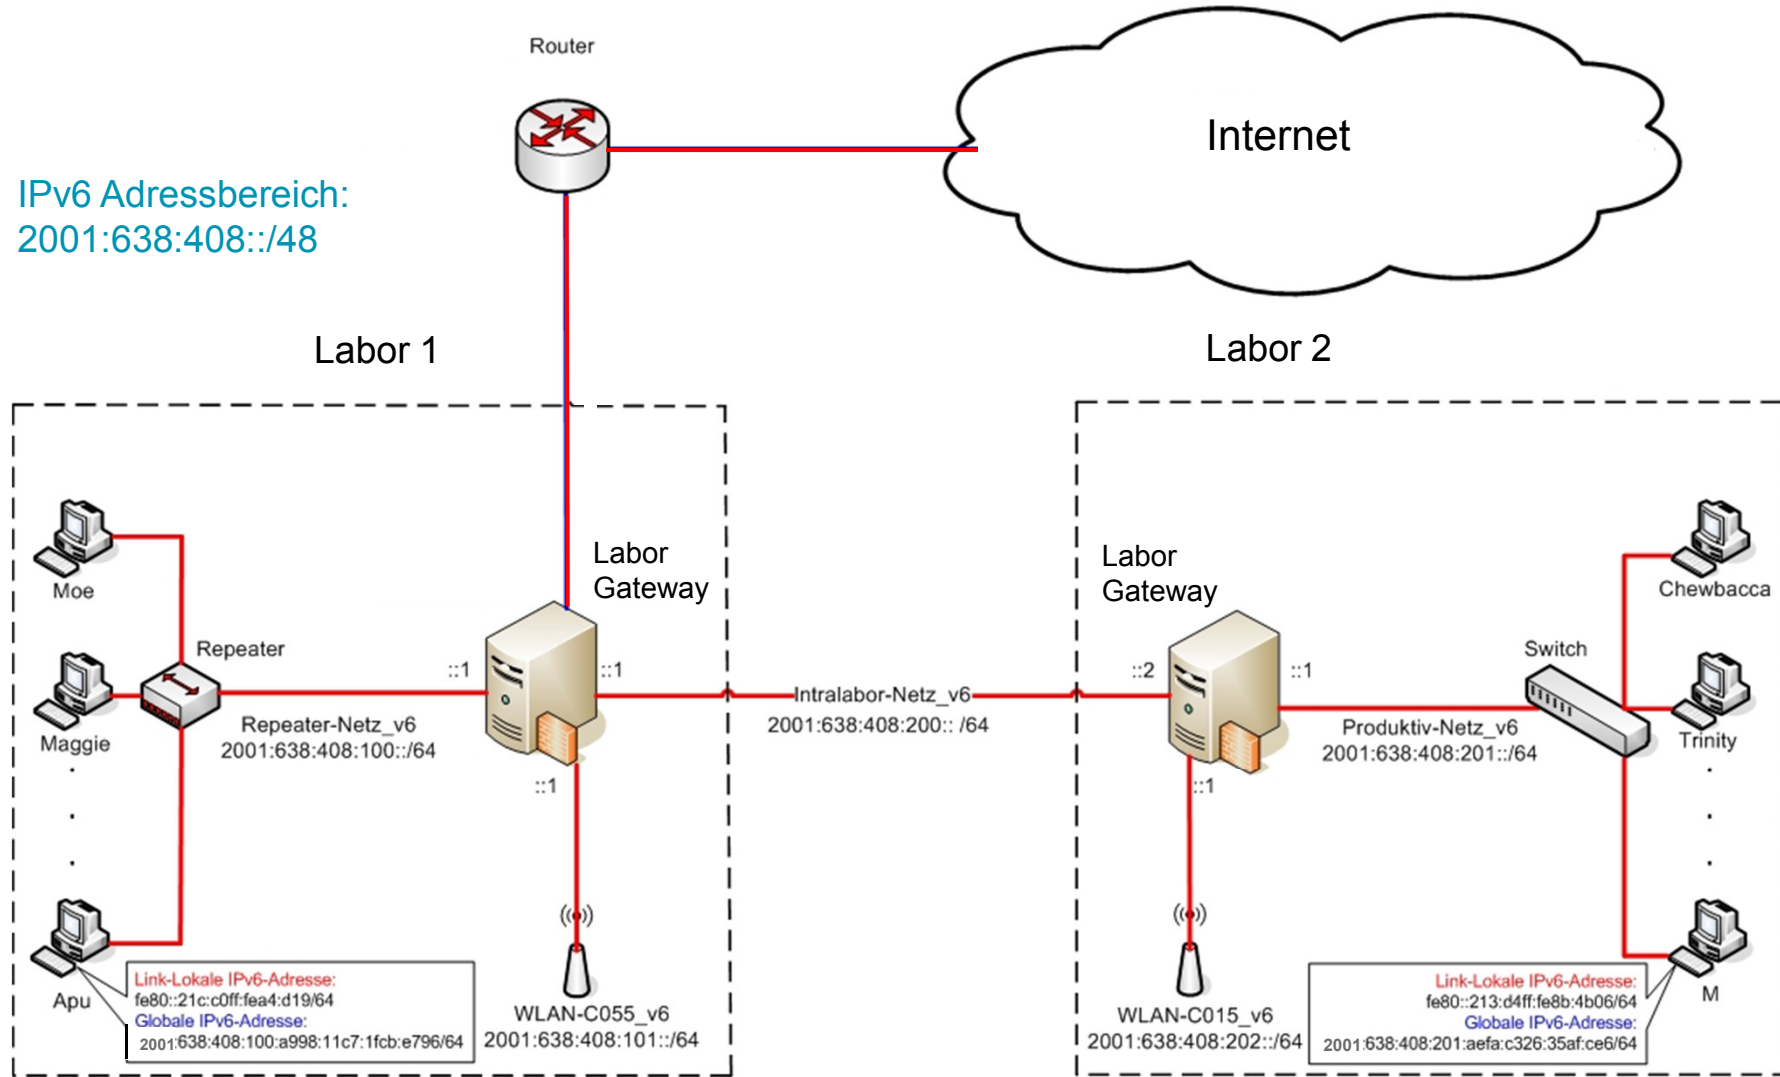 Router
Internet
IPv6 Adressbereich:
2001:638:408::/48
Labor 1
Labor 2
Moe
Maggie
Apu
Repeater
Repeater-Netz_v6
2001:638:408:100::/64
Labor
Gateway
::1
::1
::1
Link-Lokale IPv6-Adresse:
fe80::21c:c0ff:fea4:d19/64
Globale IPv6-Adresse:
2001:638:408:100:a998:11c7:1fcb:e796/64
WLAN-C055_v6
2001:638:408:101::/64
Intralabor-Netz_v6
2001:638:408:200:: /64
Labor
Gateway
::2
::1
::1
Produktiv-Netz_v6
2001:638:408:201::/64
Switch
Chewbacca
Trinity
M
WLAN-C015_v6
2001:638:408:202::/64
Link-Lokale IPv6-Adresse:
fe80::213:d4ff:fe8b:4b06/64
Globale IPv6-Adresse:
2001:638:408:201:aefa:c326:35af:ce6/64